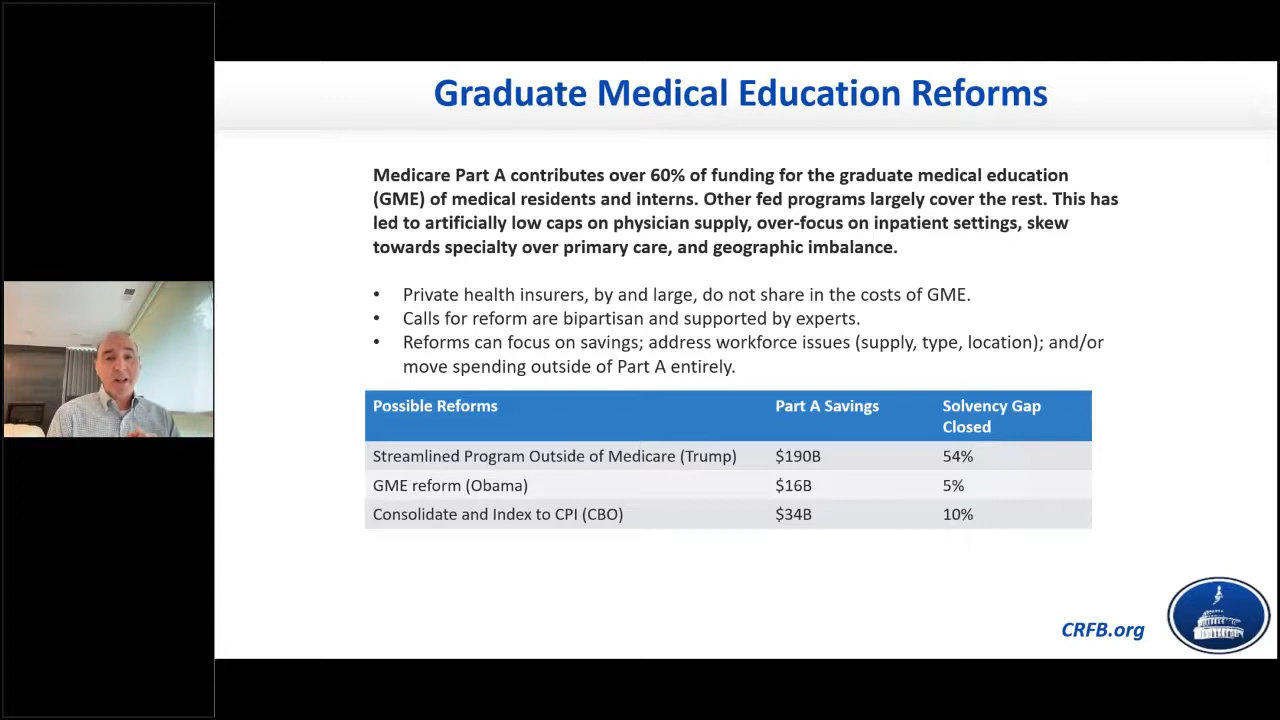 Graduate Medical Education Reforms
Medicare Part A contributes over 60% of funding for the graduate medical education
(GME) of medical residents and interns. Other fed programs largely cover the rest. This has
led to artificially low caps on physician supply, over-focus on inpatient settings, skew
towards specialty over primary care, and geographic imbalance.
• Private health insurers, by and large, do not share in the costs of GME.
• Calls for reform are bipartisan and supported by experts.
• Reforms can focus on savings; address workforce issues (supply, type, location); and/or
move spending outside of Part A entirely.
Possible Reforms Part A Savings Solvency Gap
Closed
Streamlined Program Outside of Medicare (Trump) $190B 54%
GME reform (Obama) $16B 5%
Consolidate and Index to CPI (CBO) $34B 10%
CRFB.org